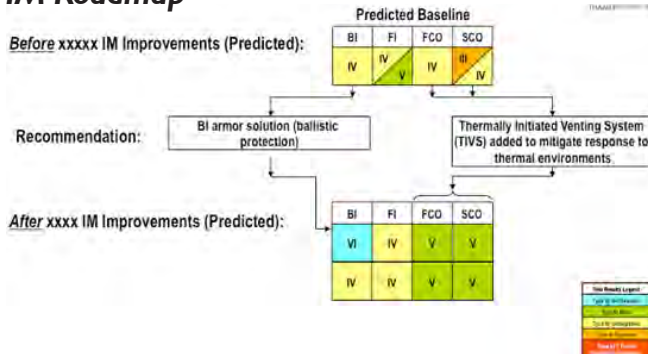 IM Roadmap
Predicted Baseline
Before xxxxx IM Improvements (Predicted):
BI FI FCO SCO
IV IV V IV III IV
Recommendation:
BI armor solution (ballistic
protection)
Thermally Initiated Venting System
(TIVS) added to mitigate response to
thermal environments
After xxxx IM Improvements (Predicted):
BI FI FCO SCO
VI IV V V
IV IV V V